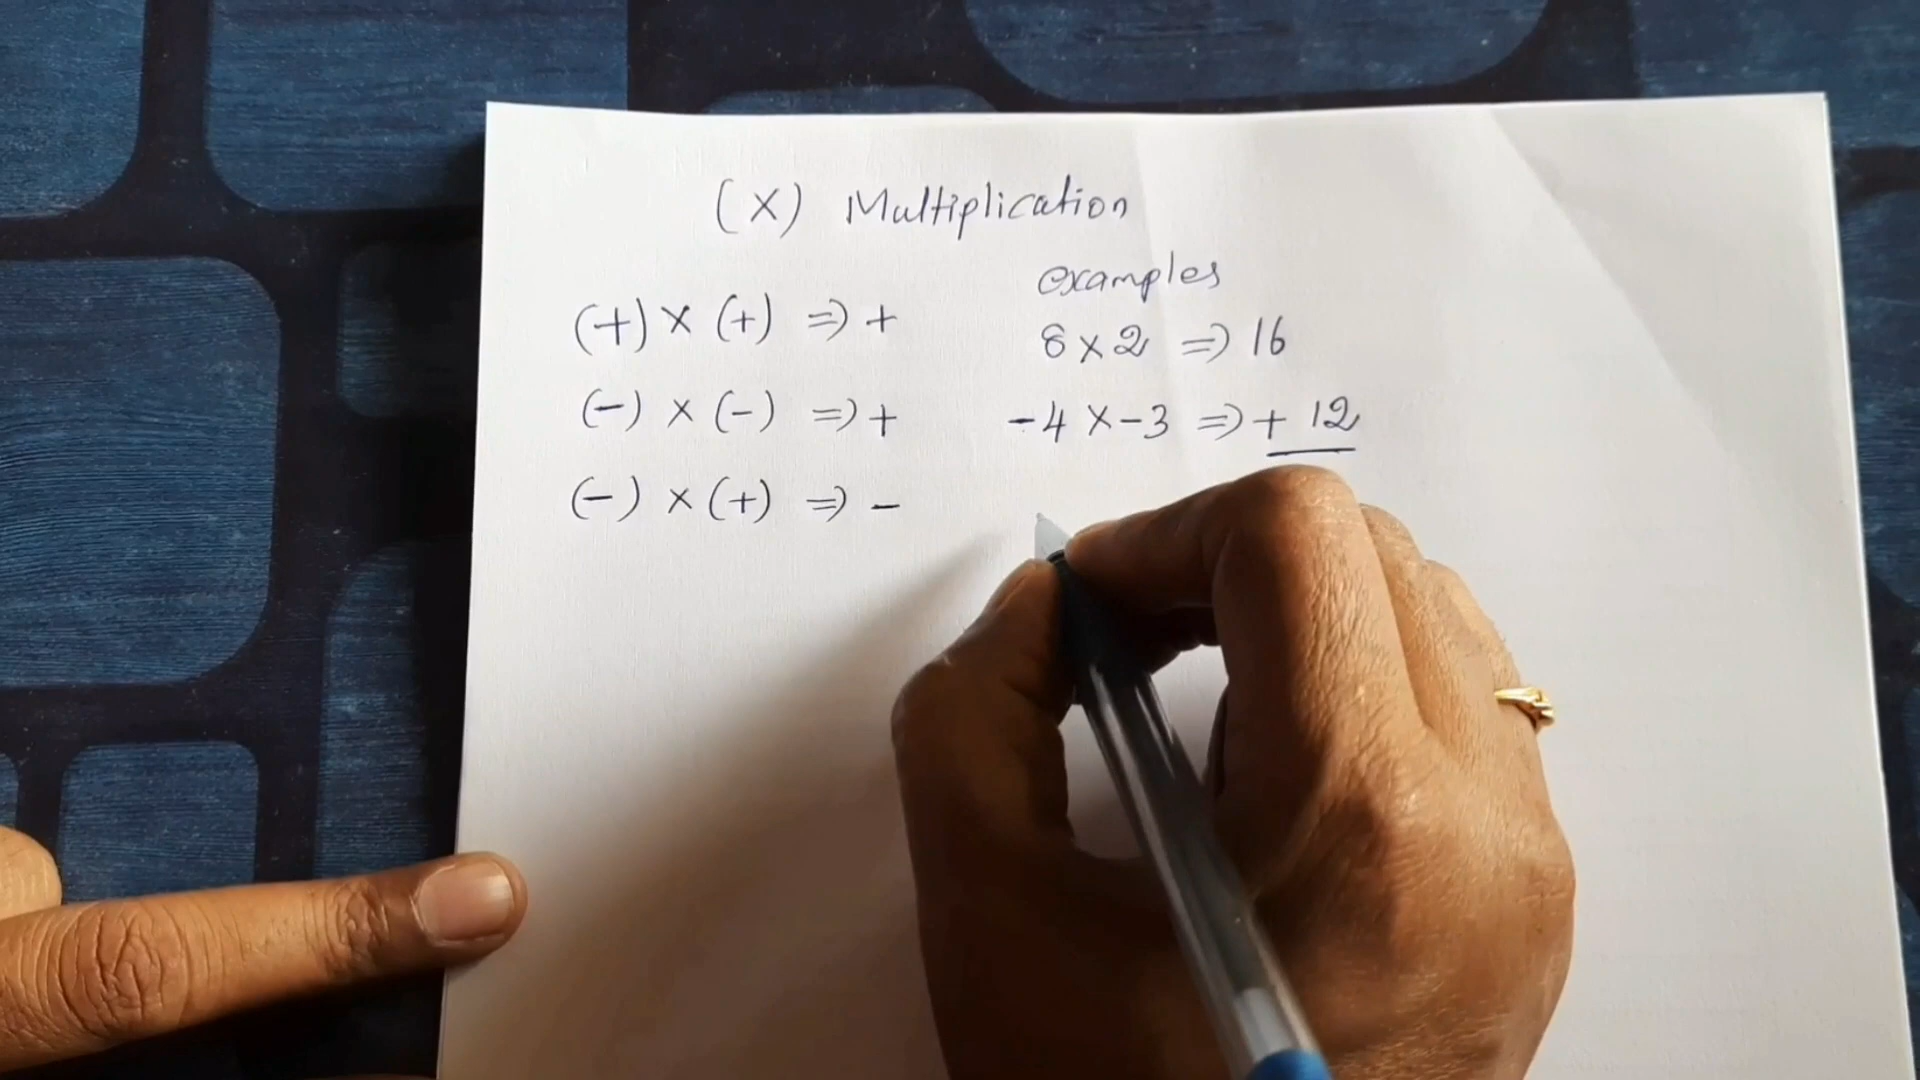 (X) Multiplication
examples
(+) × (+) ⇒ + 8 × 2 ⇒ 16
(-) × (-) ⇒ + -4 × -3 ⇒ + 12
(-) × (+) ⇒ -